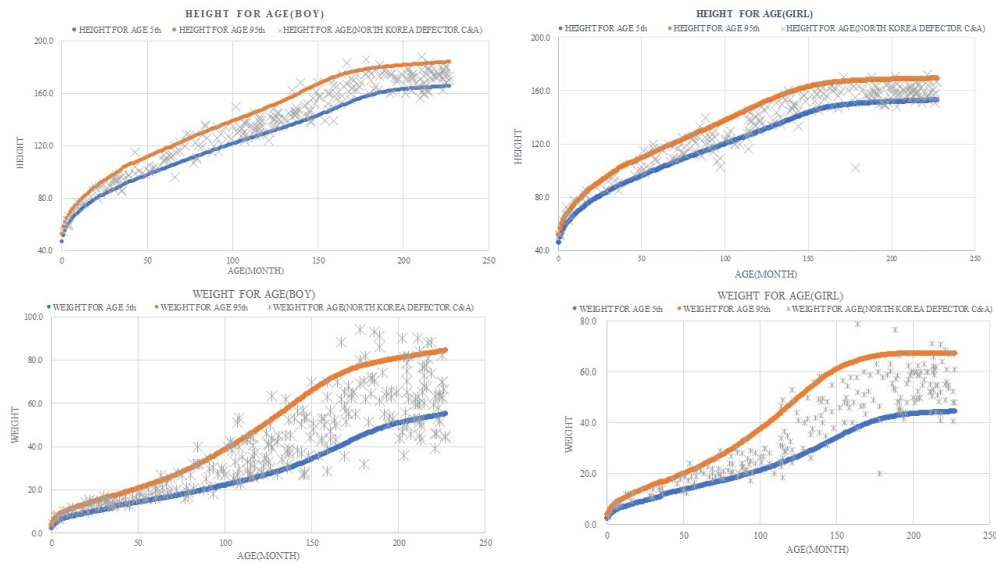 HEIGHT FOR AGE(BOY)
HEIGHT FOR AGE 5th HEIGHT FOR AGE 95th HEIGHT FOR AGE(NORTH KOREA DEFECTOR C&A)
200.0
160.0
120.0
80.0
40.0
HEIGHT
0 50 100 150 200 250
AGE(MONTH)
HEIGHT FOR AGE(GIRL)
HEIGHT FOR AGE 5th HEIGHT FOR AGE 95th HEIGHT FOR AGE(NORTH KOREA DEFECTOR C&A)
200.0
160.0
120.0
80.0
40.0
HEIGHT
0 50 100 150 200 250
AGE(MONTH)
WEIGHT FOR AGE(BOY)
WEIGHT FOR AGE 5th WEIGHT FOR AGE 95th WEIGHT FOR AGE(NORTH KOREA DEFECTOR C&A)
100.0
80.0
60.0
40.0
20.0
0.0
WEIGHT
0 50 100 150 200 250
AGE(MONTH)
WEIGHT FOR AGE(GIRL)
WEIGHT FOR AGE 5th WEIGHT FOR AGE 95th WEIGHT FOR AGE(NORTH KOREA DEFECTOR C&A)
80.0
60.0
40.0
20.0
0.0
WEIGHT
0 50 100 150 200 250
AGE(MONTH)